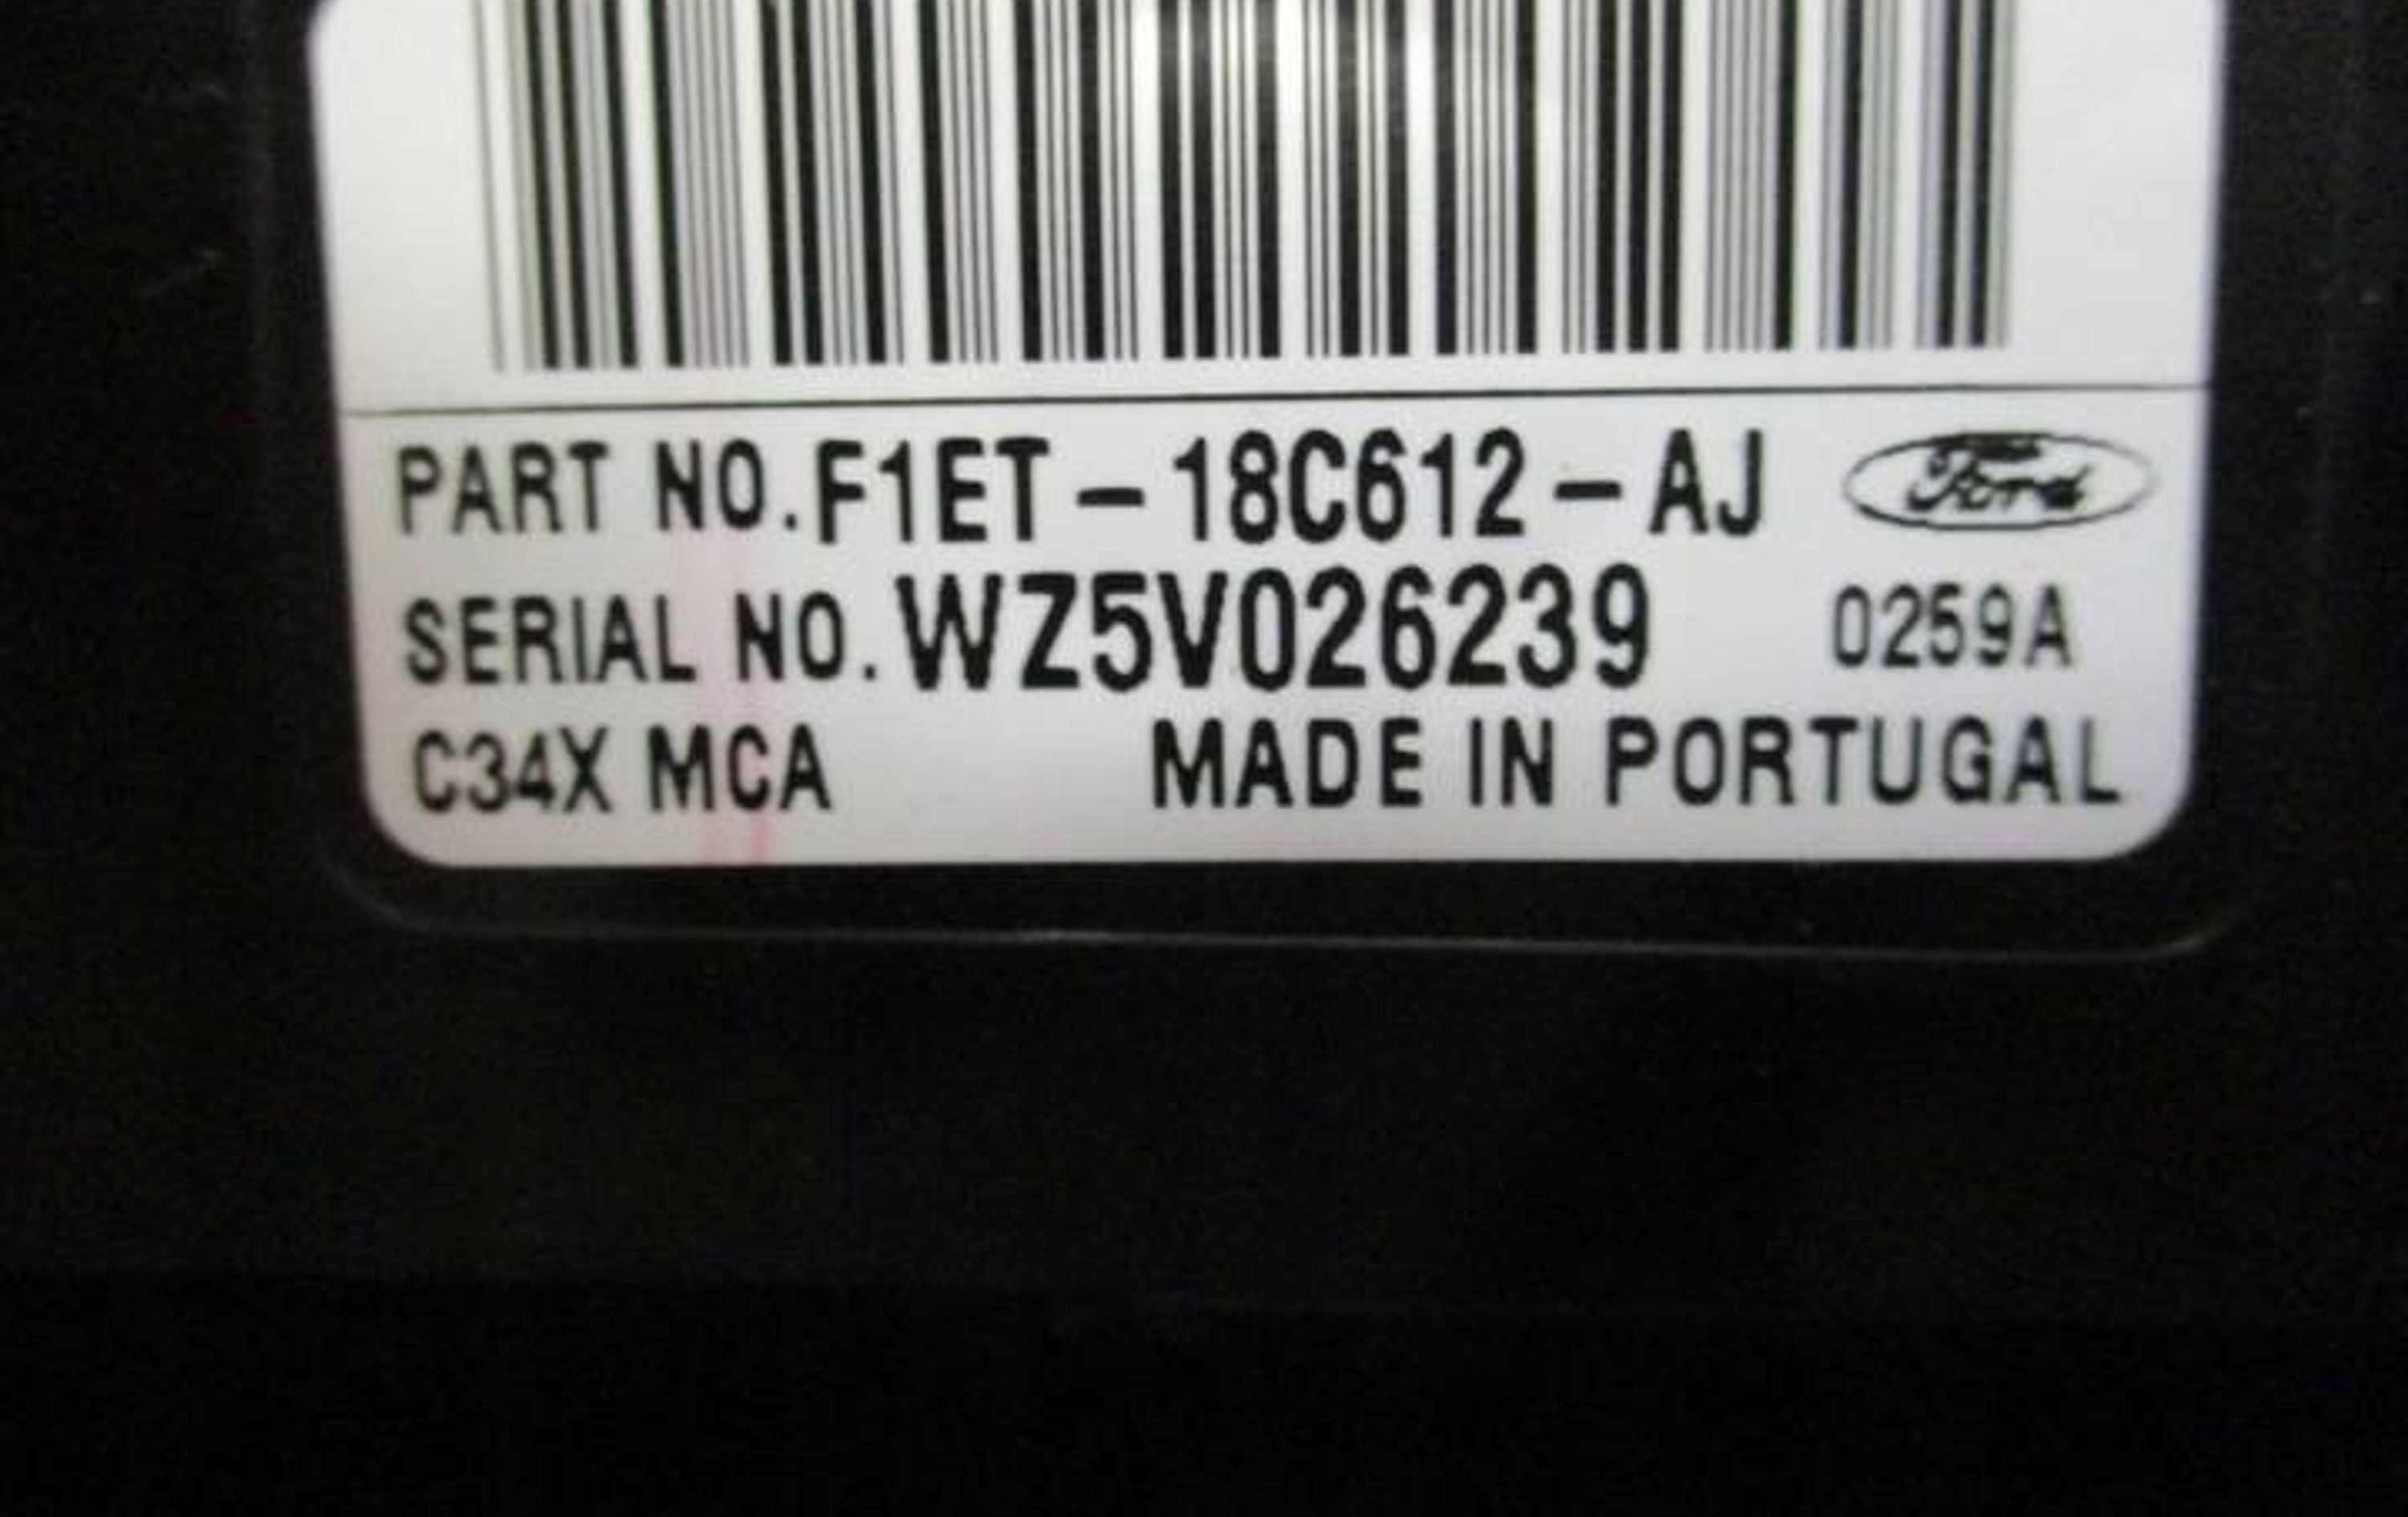 PART NO.F1ET-18C612-AJ Ford
SERIAL NO.WZ5V026239 0259A
C34X MCA MADE IN PORTUGAL